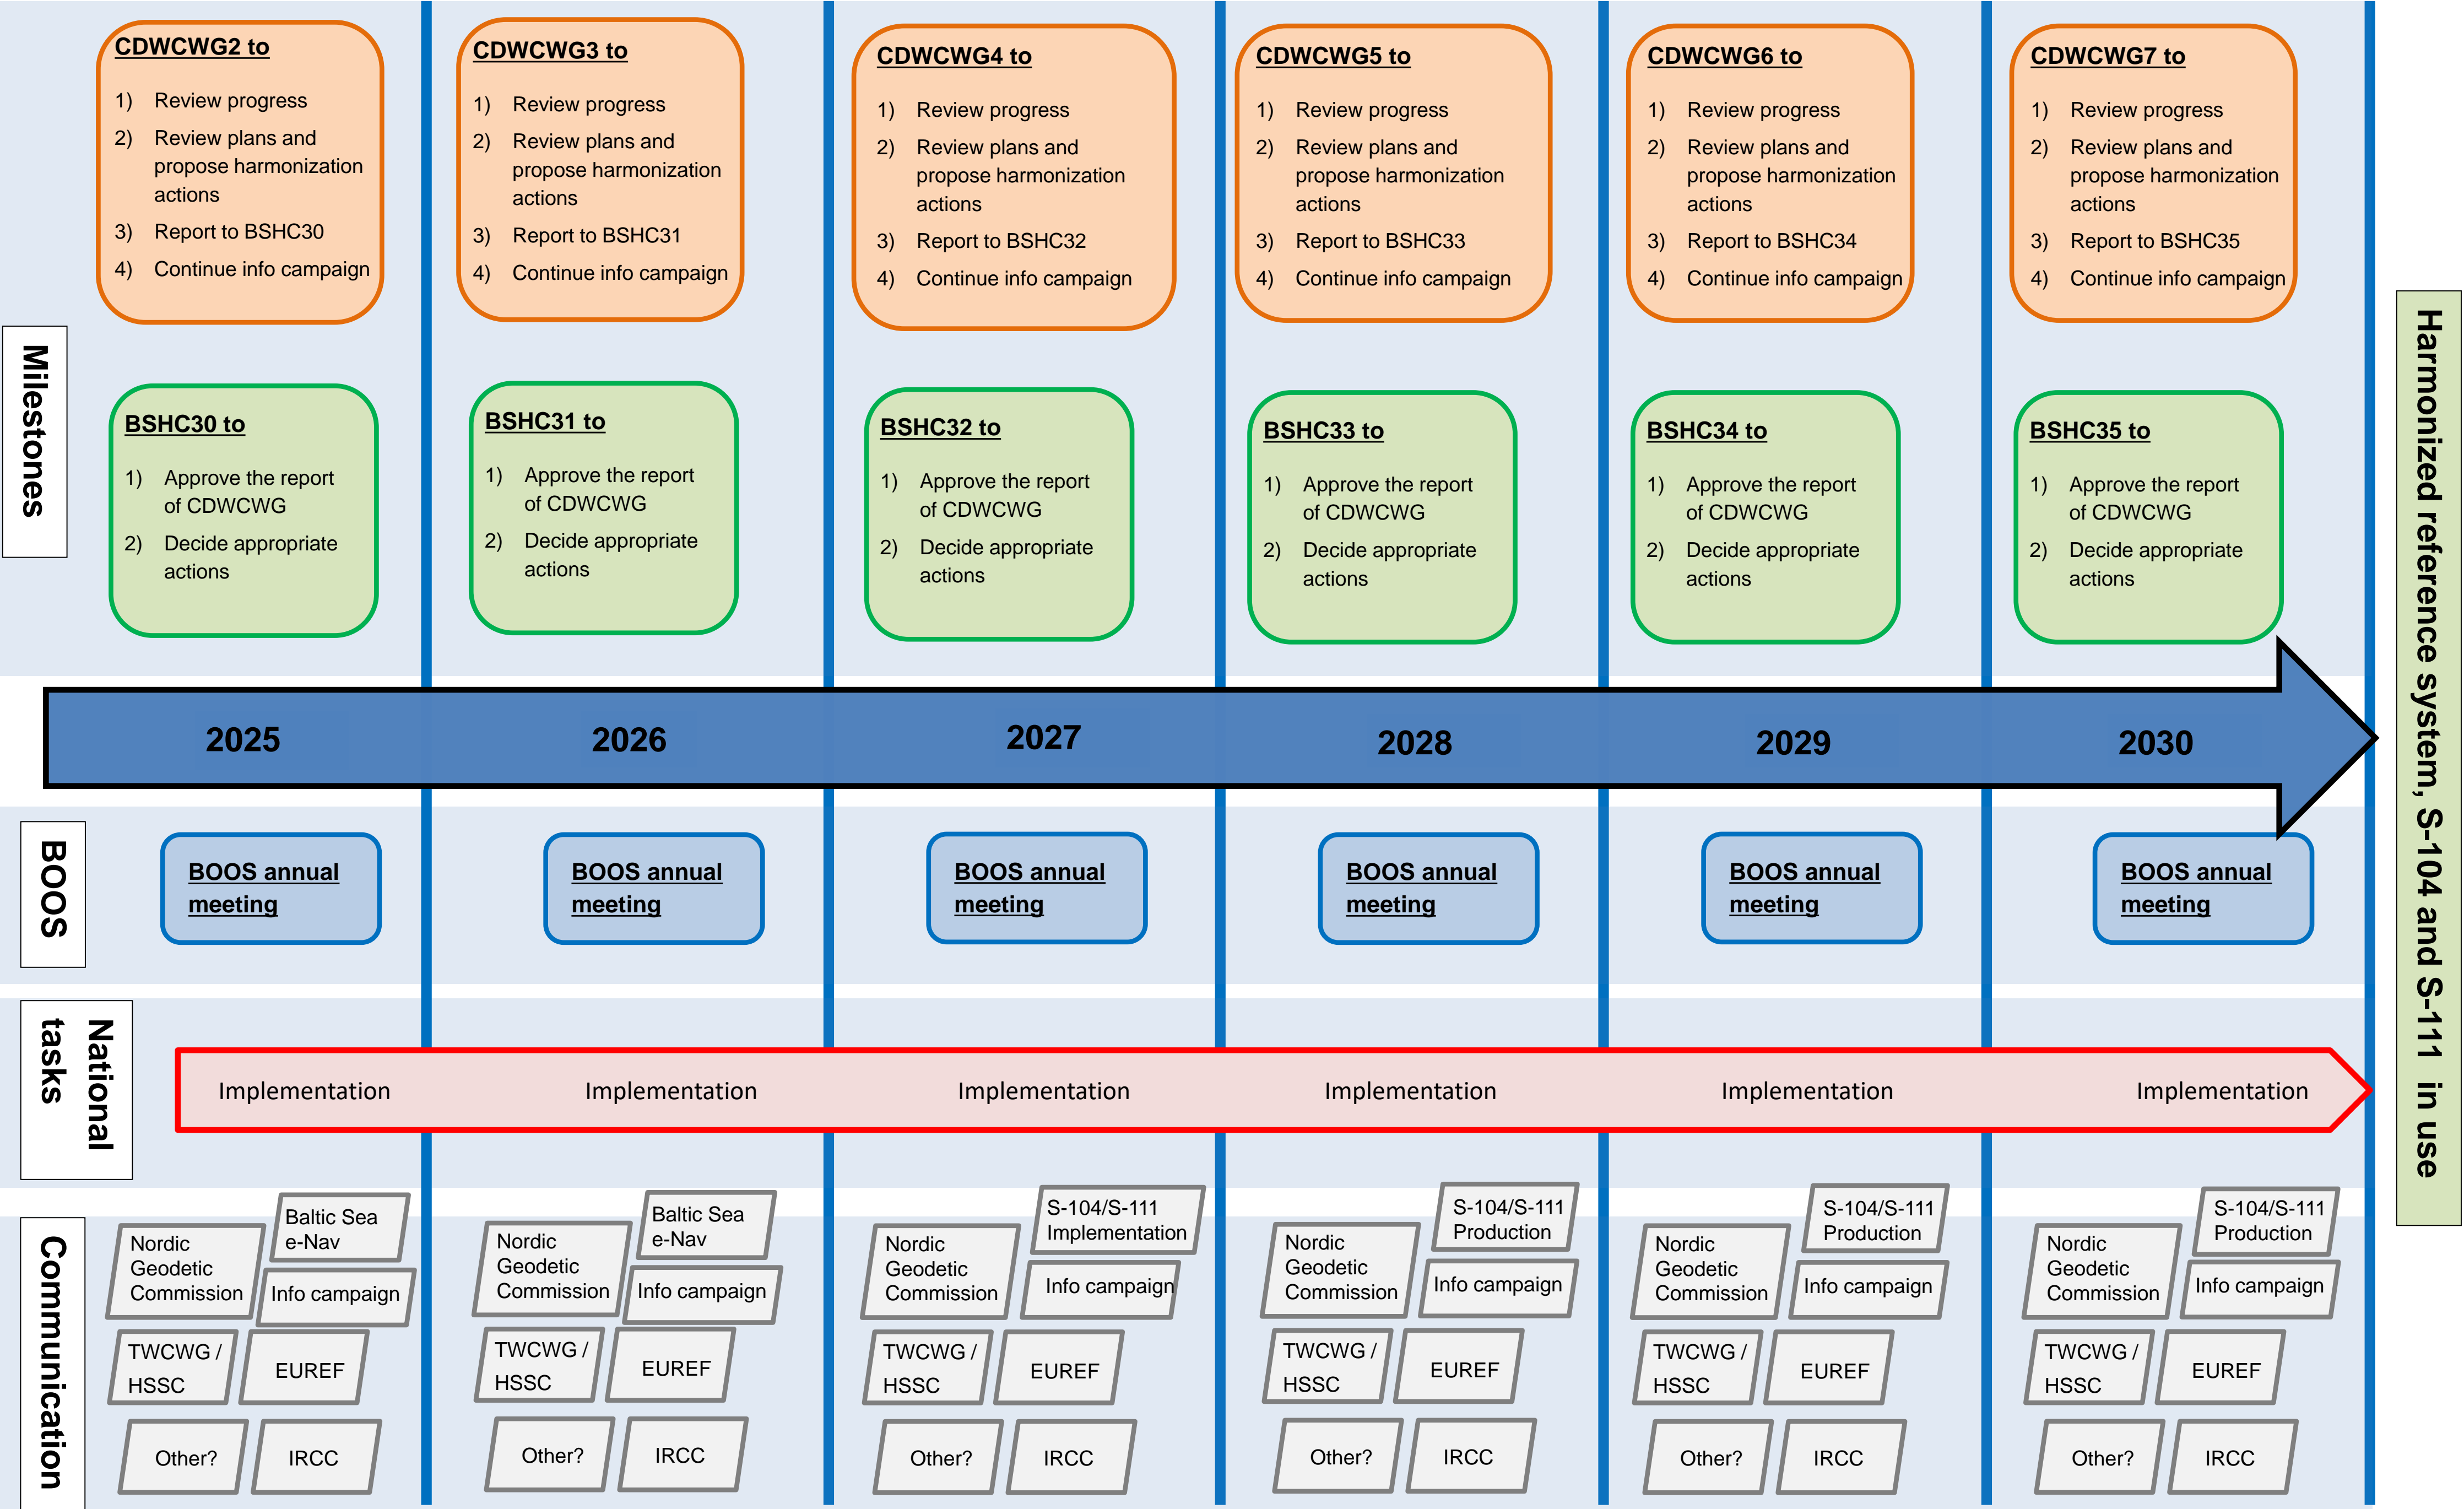 CDWCWG2 to
1) Review progress
2) Review plans and
propose harmonization
actions
3) Report to BSHC30
4) Continue info campaign
CDWCWG3 to
1) Review progress
2) Review plans and
propose harmonization
actions
3) Report to BSHC31
4) Continue info campaign
CDWCWG4 to
1) Review progress
2) Review plans and
propose harmonization
actions
3) Report to BSHC32
4) Continue info campaign
CDWCWG5 to
1) Review progress
2) Review plans and
propose harmonization
actions
3) Report to BSHC33
4) Continue info campaign
CDWCWG6 to
1) Review progress
2) Review plans and
propose harmonization
actions
3) Report to BSHC34
4) Continue info campaign
CDWCWG7 to
1) Review progress
2) Review plans and
propose harmonization
actions
3) Report to BSHC35
4) Continue info campaign
Milestones
BSHC30 to
1) Approve the report
of CDWCWG
2) Decide appropriate
actions
BSHC31 to
1) Approve the report
of CDWCWG
2) Decide appropriate
actions
BSHC32 to
1) Approve the report
of CDWCWG
2) Decide appropriate
actions
BSHC33 to
1) Approve the report
of CDWCWG
2) Decide appropriate
actions
BSHC34 to
1) Approve the report
of CDWCWG
2) Decide appropriate
actions
BSHC35 to
1) Approve the report
of CDWCWG
2) Decide appropriate
actions
Harmonized reference system, S-104 and S-111 in use
2025
2026
2027
2028
2029
2030
BOOS
BOOS annual
meeting
BOOS annual
meeting
BOOS annual
meeting
BOOS annual
meeting
BOOS annual
meeting
BOOS annual
meeting
National
tasks
Implementation
Implementation
Implementation
Implementation
Implementation
Implementation
Communication
Nordic
Geodetic
Commission
Baltic Sea
e-Nav
Info campaign
TWCWG /
HSSC
EUREF
Other?
IRCC
Nordic
Geodetic
Commission
Baltic Sea
e-Nav
Info campaign
TWCWG /
HSSC
EUREF
Other?
IRCC
Nordic
Geodetic
Commission
S-104/S-111
Implementation
Info campaign
TWCWG /
HSSC
EUREF
Other?
IRCC
Nordic
Geodetic
Commission
S-104/S-111
Production
Info campaign
TWCWG /
HSSC
EUREF
Other?
IRCC
Nordic
Geodetic
Commission
S-104/S-111
Production
Info campaign
TWCWG /
HSSC
EUREF
Other?
IRCC
Nordic
Geodetic
Commission
S-104/S-111
Production
Info campaign
TWCWG /
HSSC
EUREF
Other?
IRCC